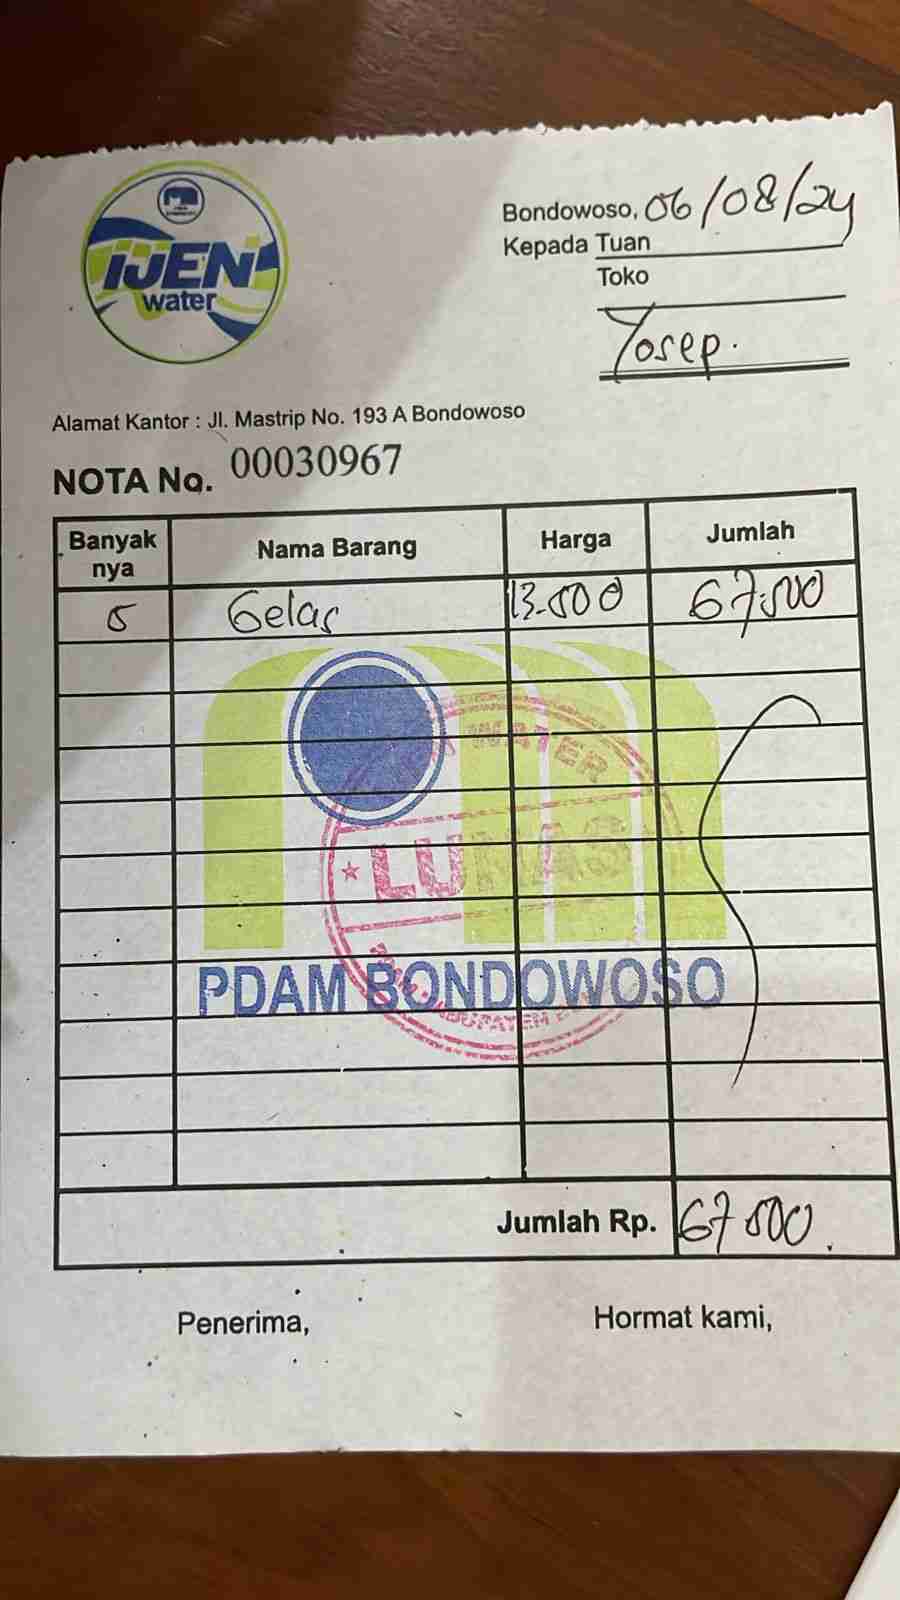 IJEN
water
Bondowoso, 06/08/24
Kepada Tuan
Toko
Yosep.
Alamat Kantor : Jl. Mastrip No. 193 A Bondowoso
NOTA No. 00030967
Banyak nya Nama Barang Harga Jumlah
5 Gelas 13.500 67.500
WATER
LUNAS
PDAM BONDOWOSO
Jumlah Rp. 67 500
Penerima, Hormat kami,